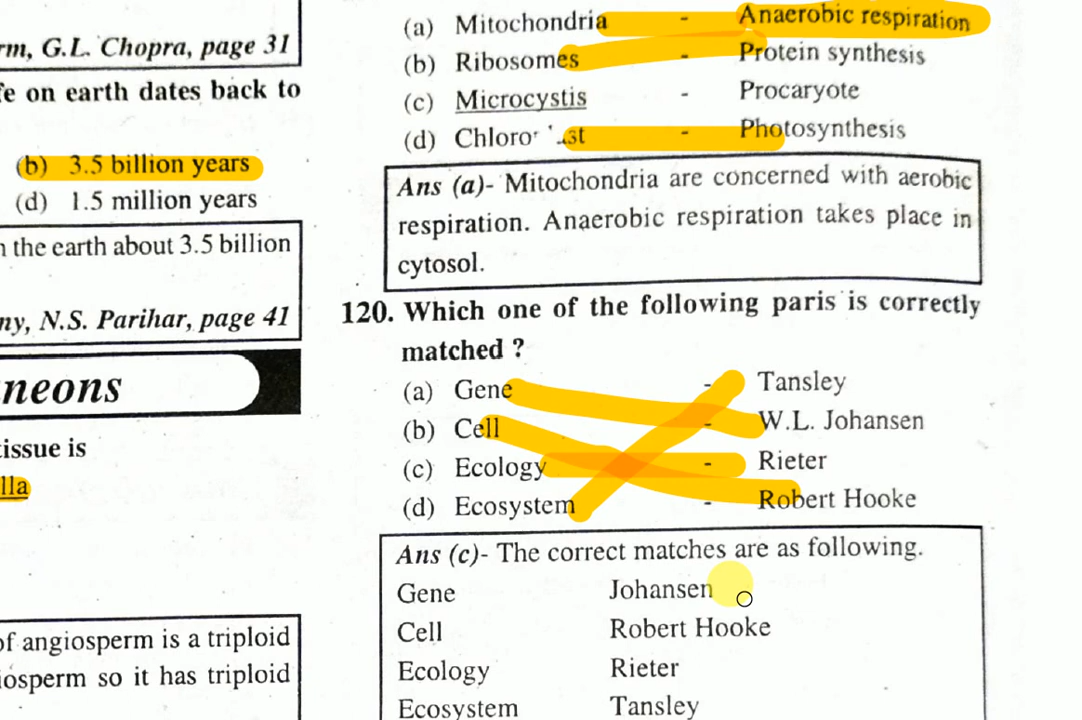 rm, G.L. Chopra, page 31
fe on earth dates back to
(b) 3.5 billion years
(d) 1.5 million years
the earth about 3.5 billion
ny, N.S. Parihar, page 41
neons
tissue is
lla
of angiosperm is a triploid
iosperm so it has triploid
(a) Mitochondria - Anaerobic respiration
(b) Ribosomes - Protein synthesis
(c) Microcystis - Procaryote
(d) - Photosynthesis
Ans (a)- Mitochondria are concerned with aerobic
respiration. Anaerobic respiration takes place in
cytosol.
120. Which one of the following paris is correctly
matched ?
(a) Gene - Tansley
(b) Cell - W.L. Johansen
(c) Ecology - Rieter
(d) Ecosystem - Robert Hooke
Ans (c)- The correct matches are as following.
Gene Johansen
Cell Robert Hooke
Ecology Rieter
Ecosystem Tansley